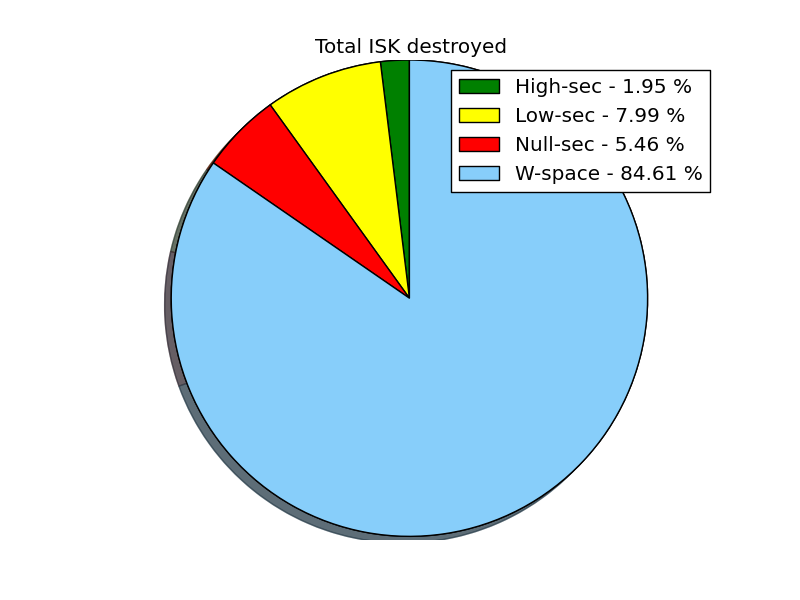 Total ISK destroyed
High-sec - 1.95 %
Low-sec - 7.99 %
Null-sec - 5.46 %
W-space - 84.61 %